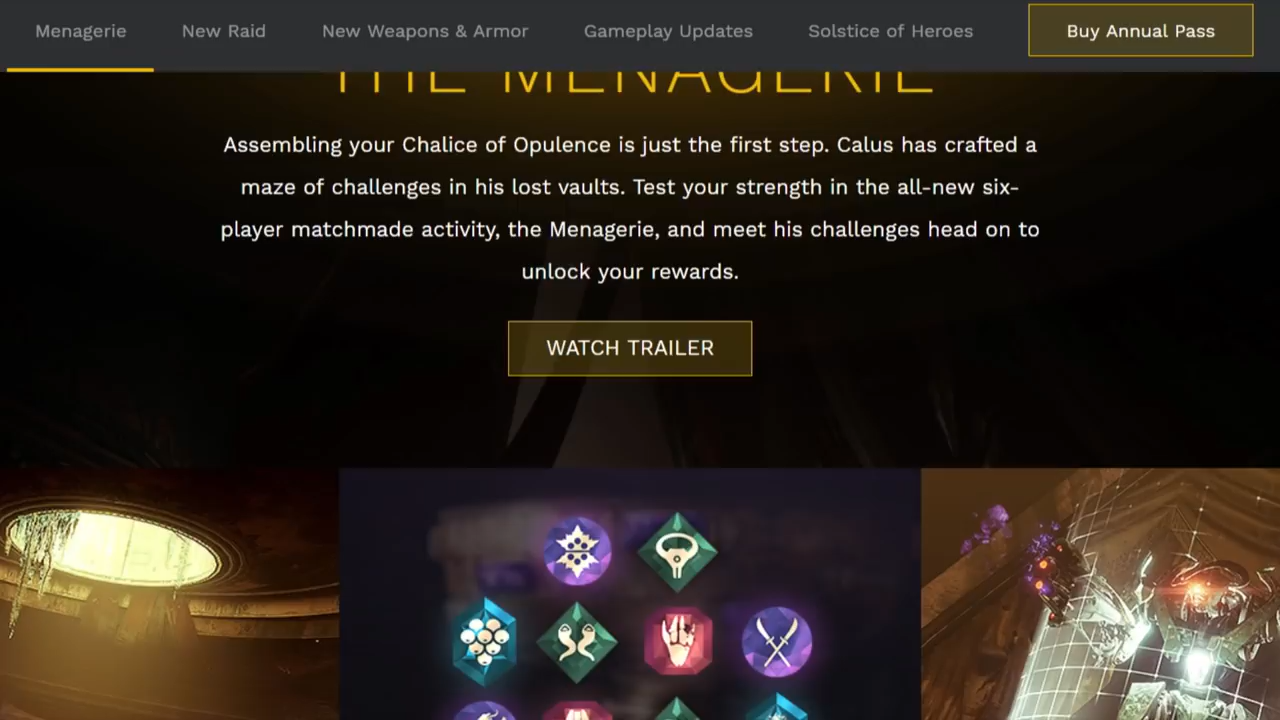 Menagerie New Raid New Weapons & Armor Gameplay Updates Solstice of Heroes Buy Annual Pass
THE MENAGERIE
Assembling your Chalice of Opulence is just the first step. Calus has crafted a
maze of challenges in his lost vaults. Test your strength in the all-new six-
player matchmade activity, the Menagerie, and meet his challenges head on to
unlock your rewards.
WATCH TRAILER